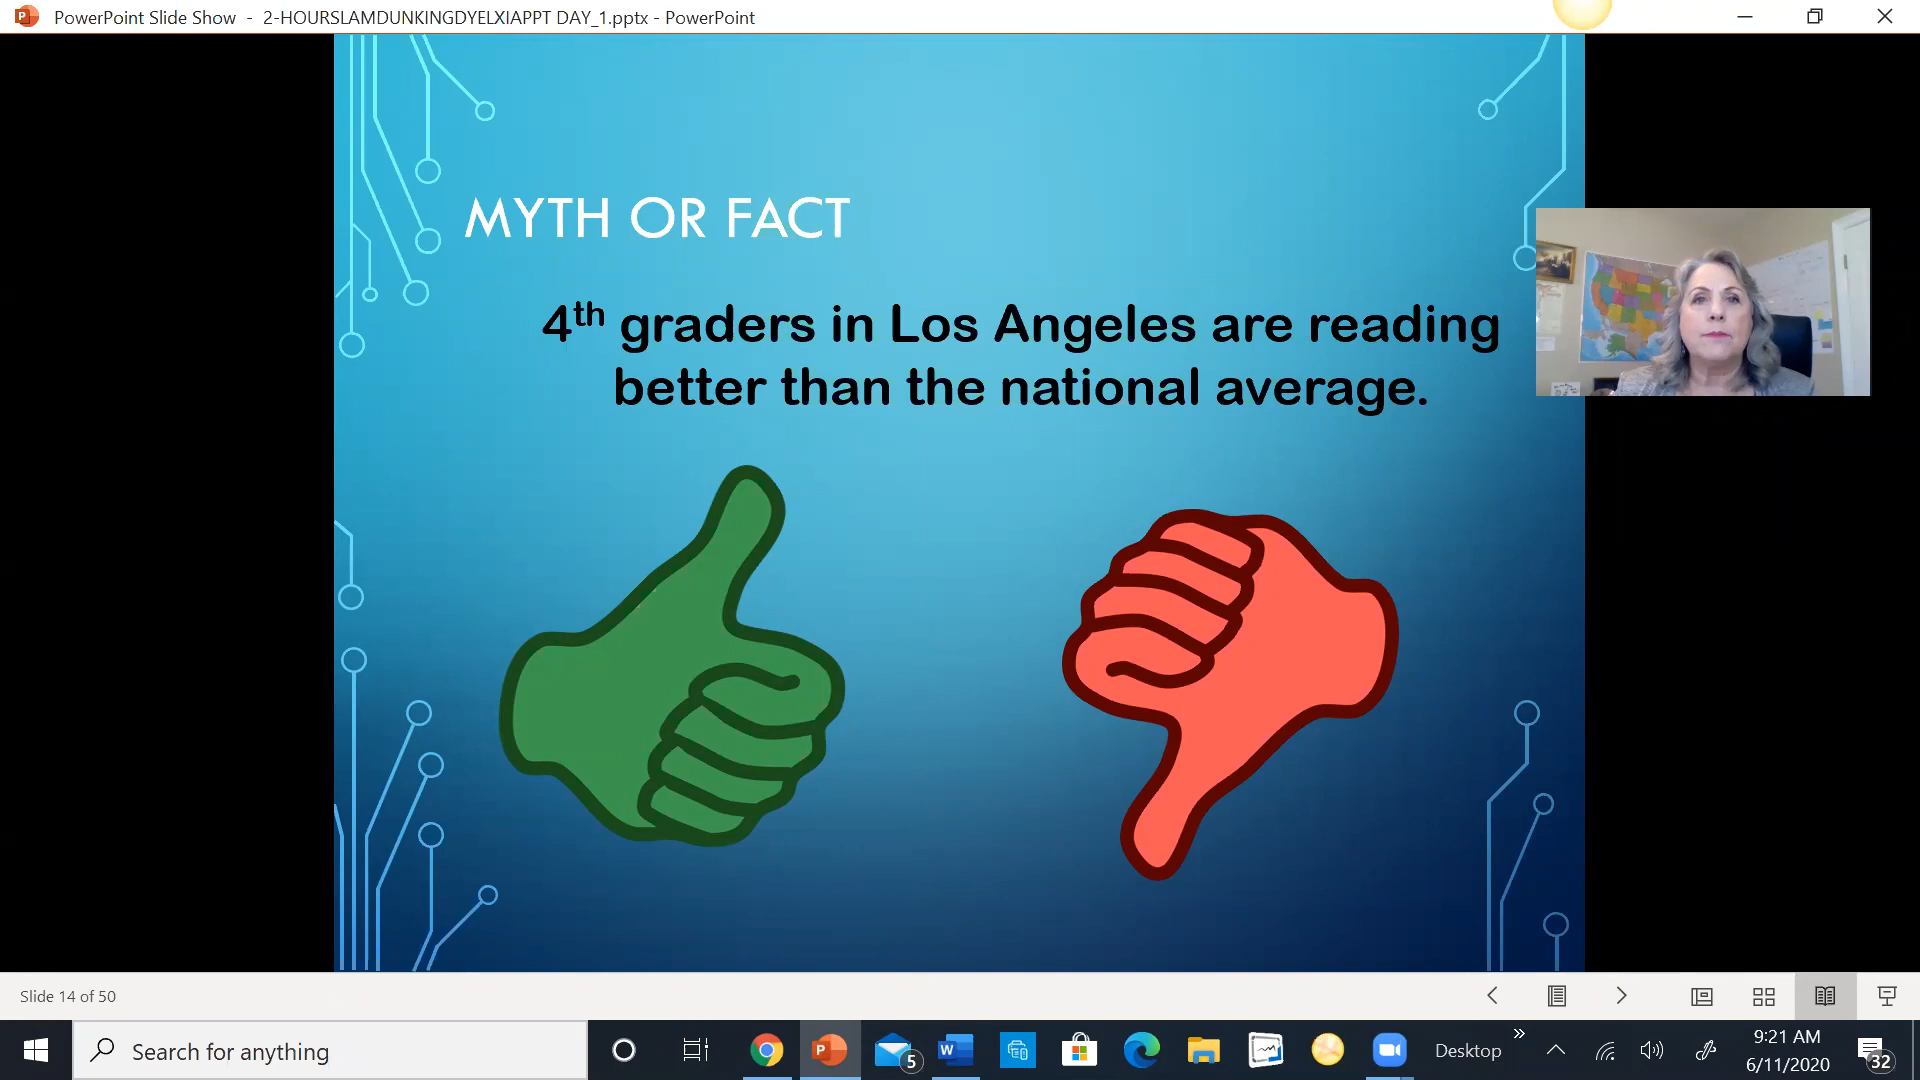 PowerPoint Slide Show - 2-HOURSLAMDUNKINGDYELXIAPPT DAY_1.pptx - PowerPoint
MYTH OR FACT
4th graders in Los Angeles are reading
better than the national average.
Slide 14 of 50
Search for anything
5
Desktop
9:21 AM
6/11/2020
32